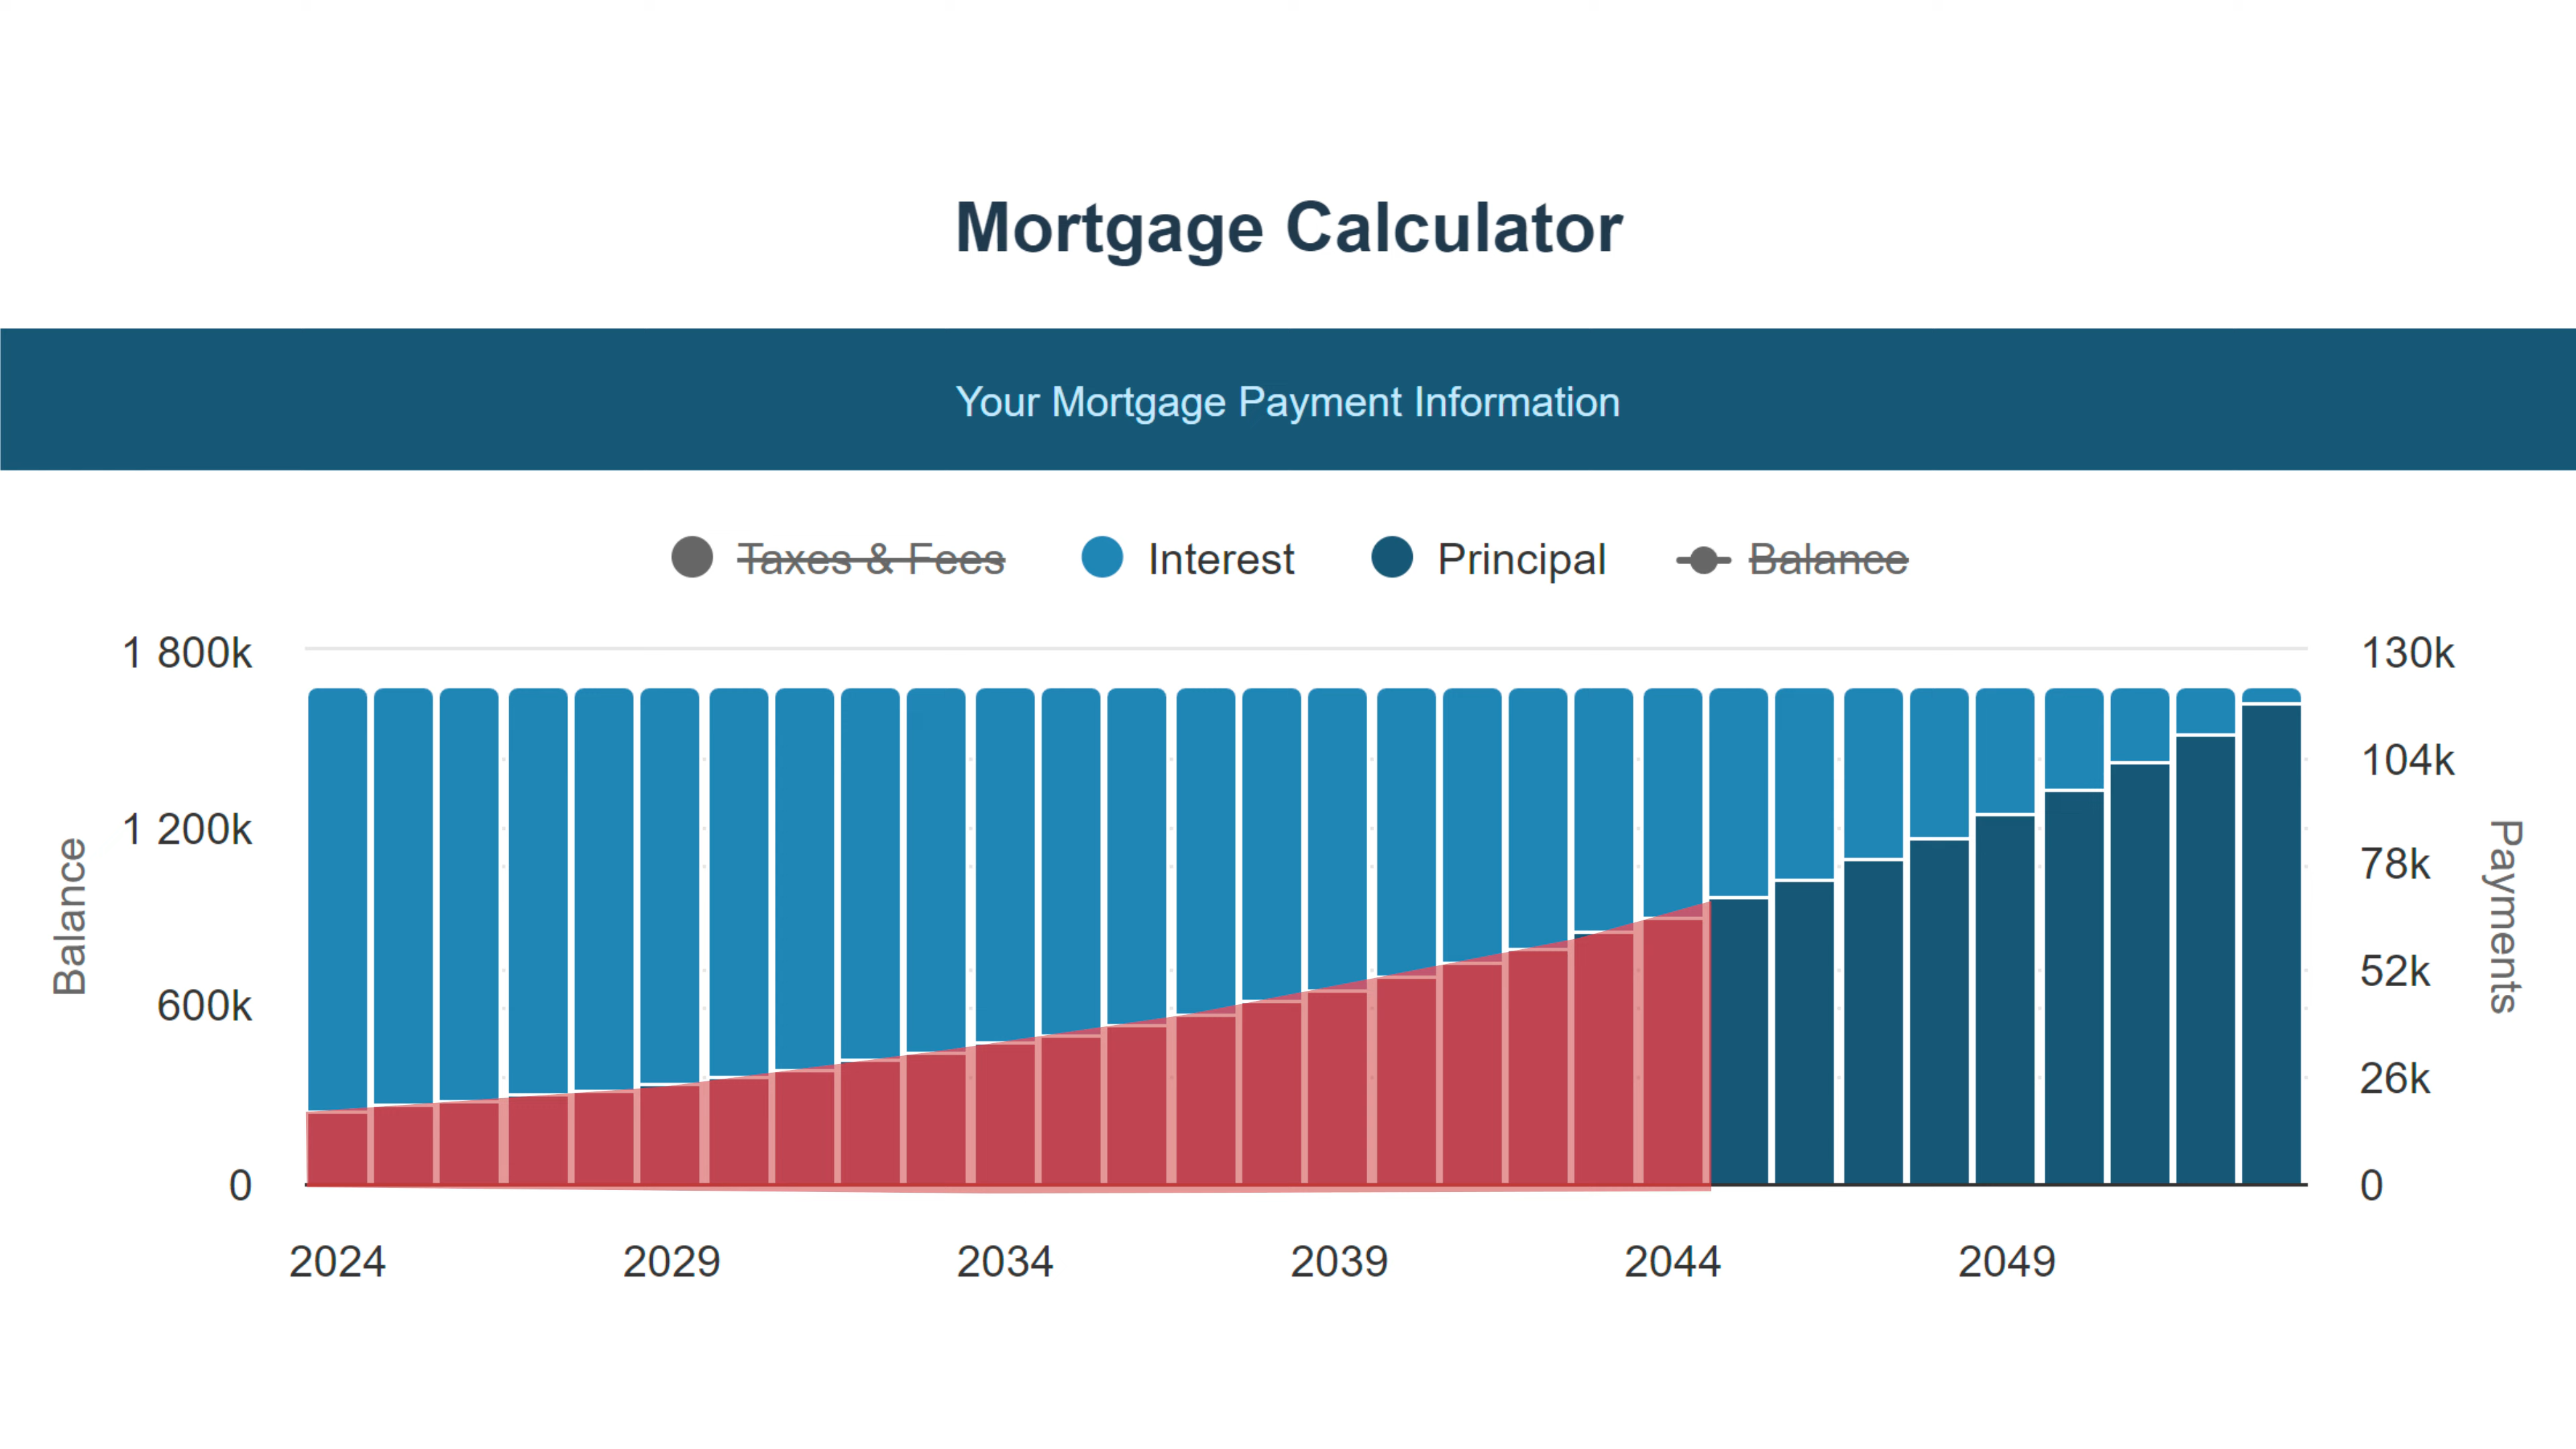 Mortgage Calculator
Your Mortgage Payment Information
Taxes & Fees Interest Principal Balance
1 800k 130k
104k
1 200k
78k
Balance Payments
52k
600k
26k
0 0
2024 2029 2034 2039 2044 2049